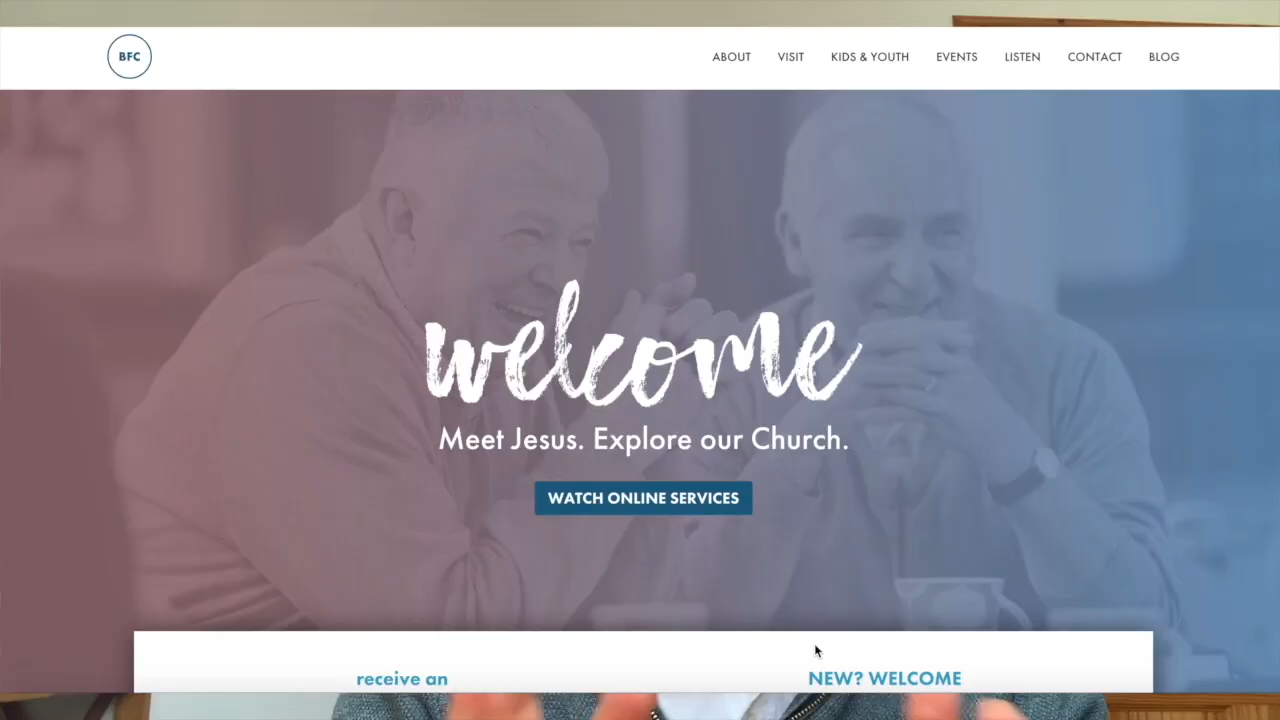 BFC
ABOUT
VISIT
KIDS & YOUTH
EVENTS
LISTEN
CONTACT
BLOG
welcome
Meet Jesus. Explore our Church.
WATCH ONLINE SERVICES
receive an
NEW? WELCOME